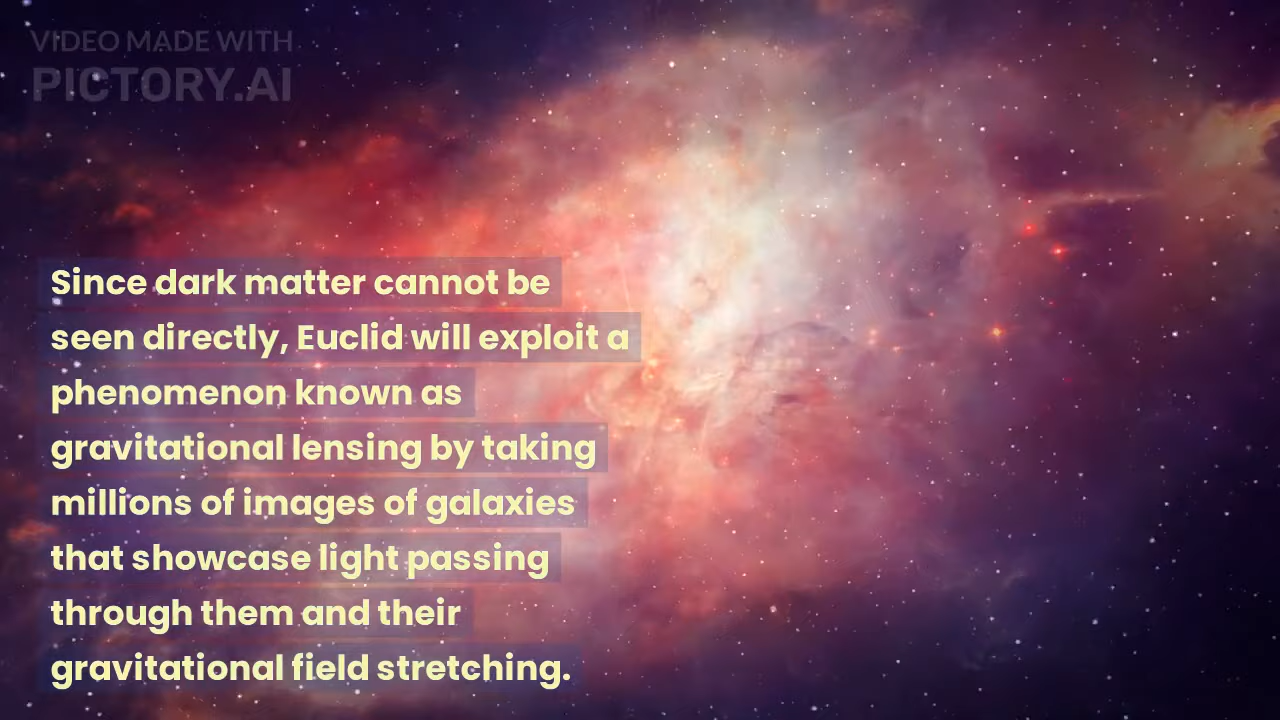 VIDEO MADE WITH
PICTORY.AI
Since dark matter cannot be
seen directly, Euclid will exploit a
phenomenon known as
gravitational lensing by taking
millions of images of galaxies
that showcase light passing
through them and their
gravitational field stretching.